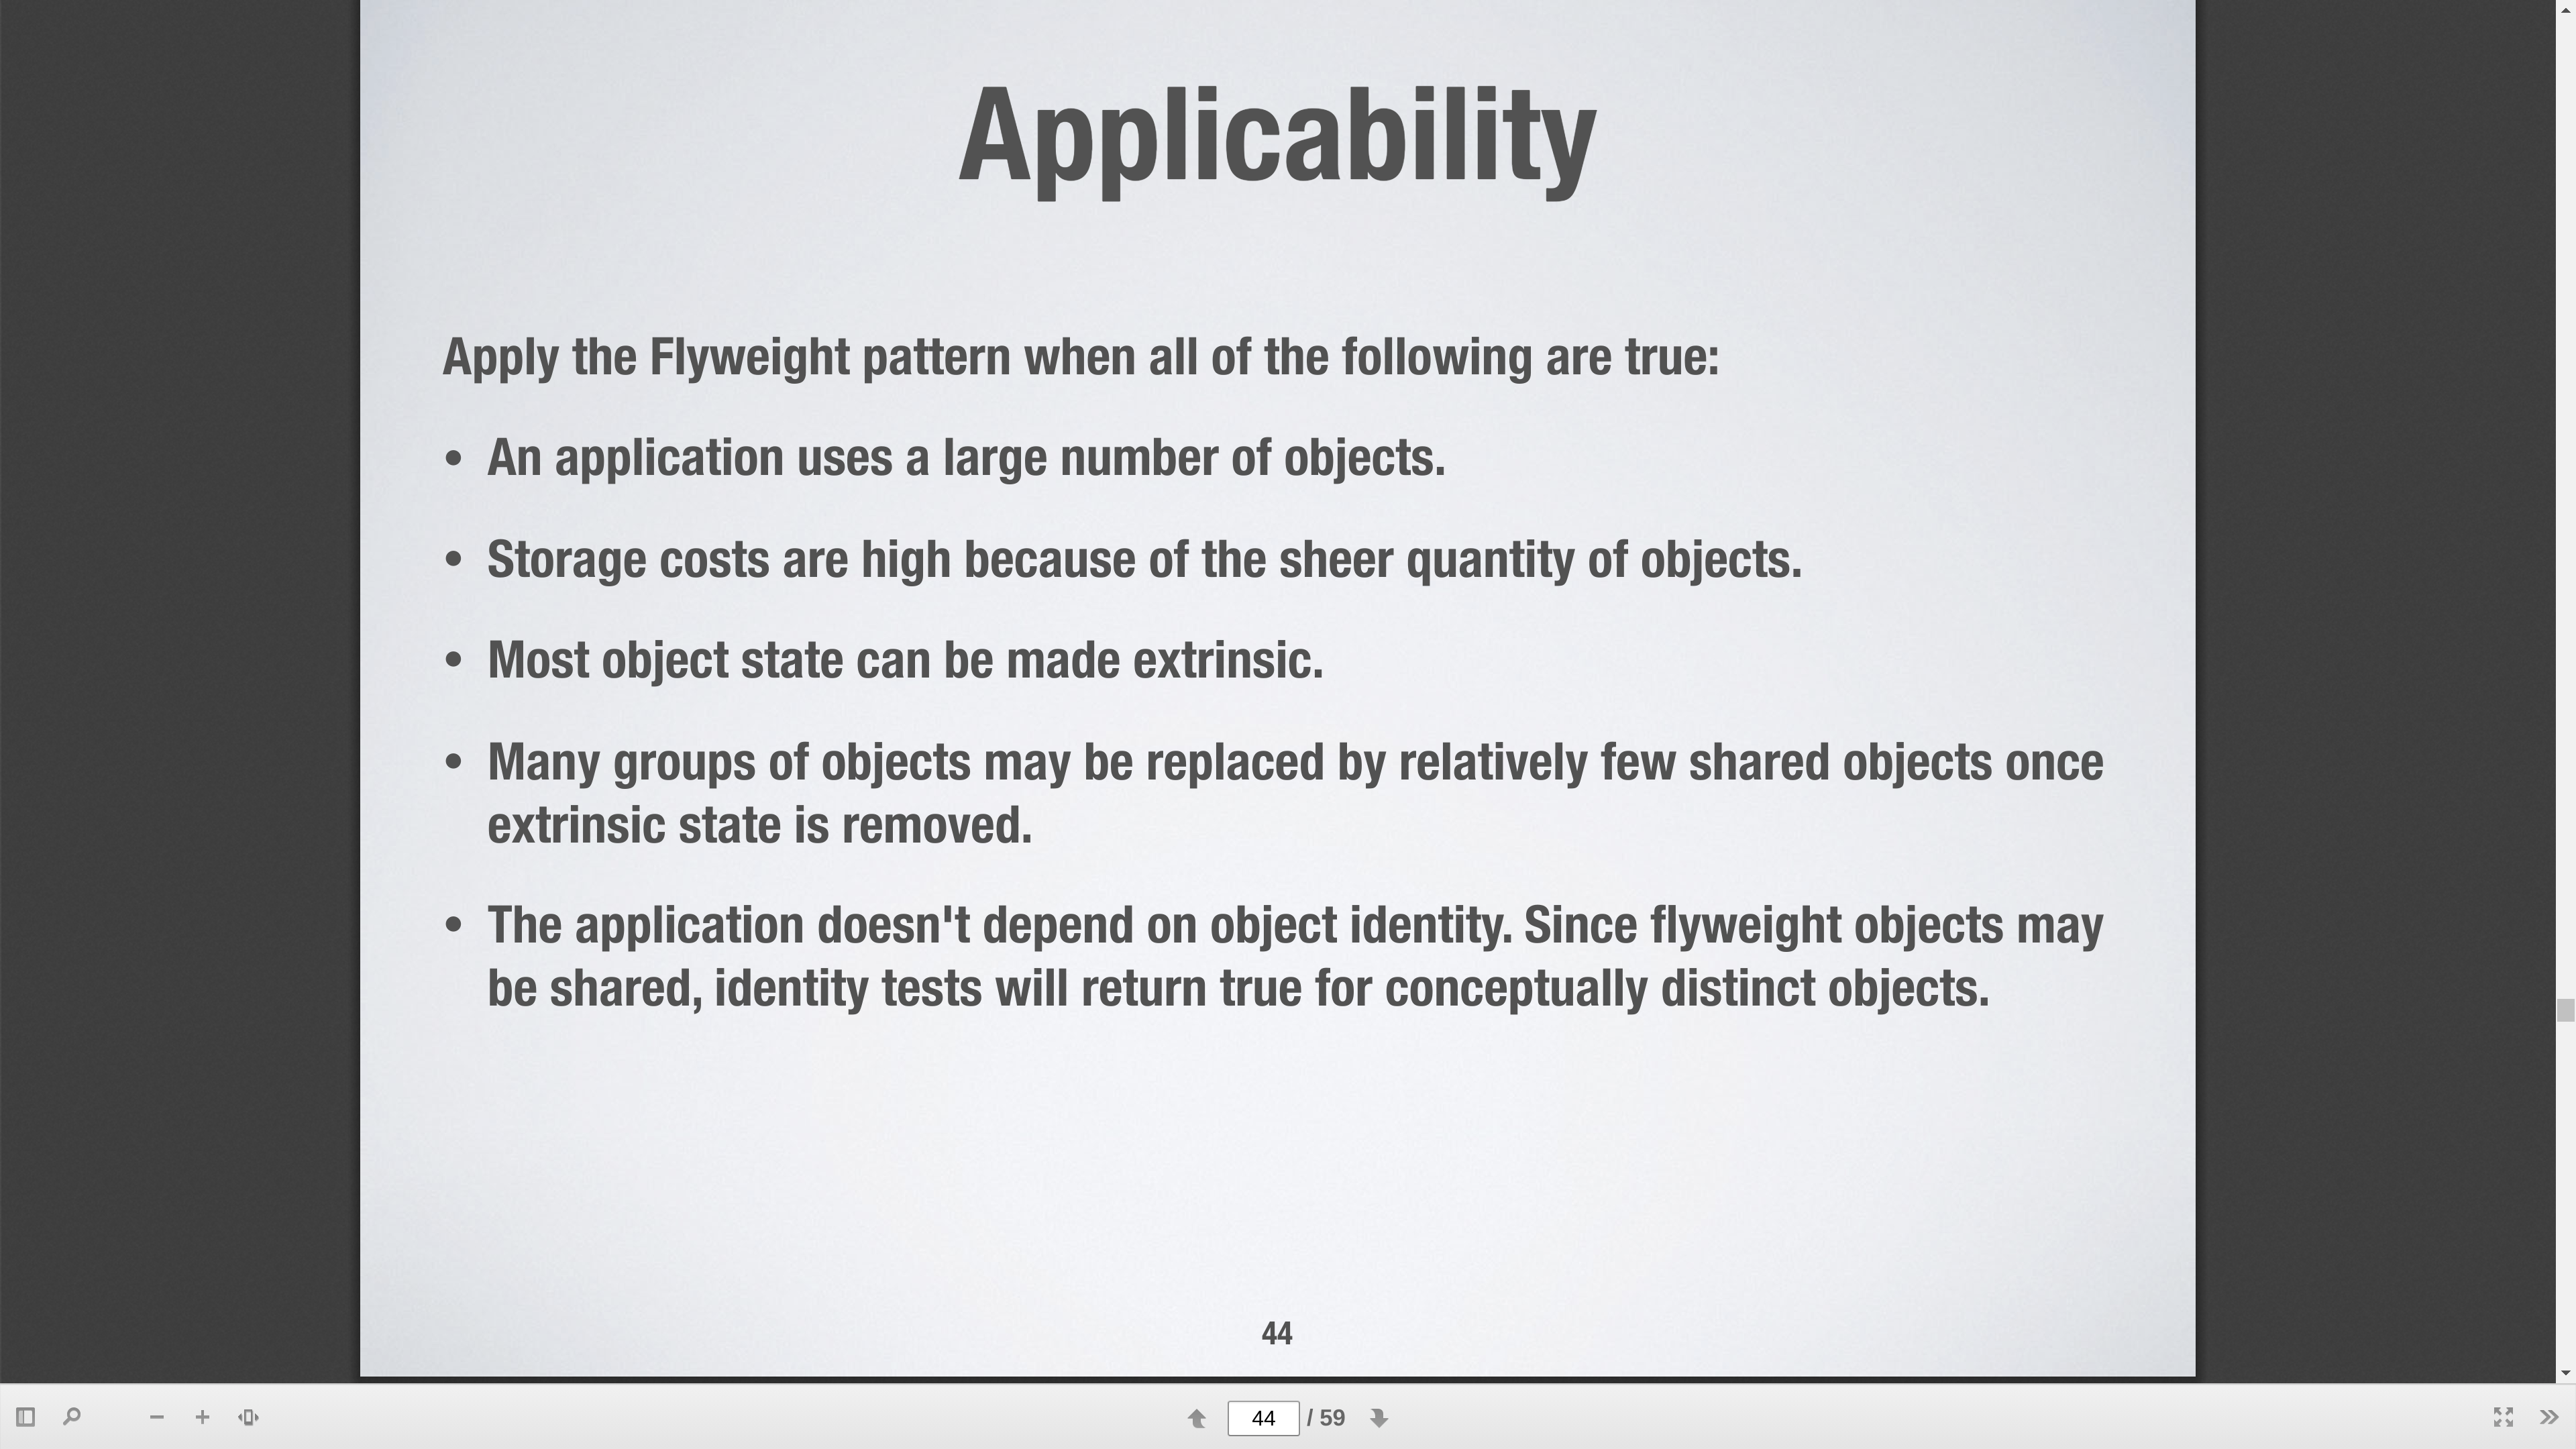 Applicability
Apply the Flyweight pattern when all of the following are true:
• An application uses a large number of objects.
• Storage costs are high because of the sheer quantity of objects.
• Most object state can be made extrinsic.
• Many groups of objects may be replaced by relatively few shared objects once
extrinsic state is removed.
• The application doesn't depend on object identity. Since flyweight objects may
be shared, identity tests will return true for conceptually distinct objects.
44
44 / 59